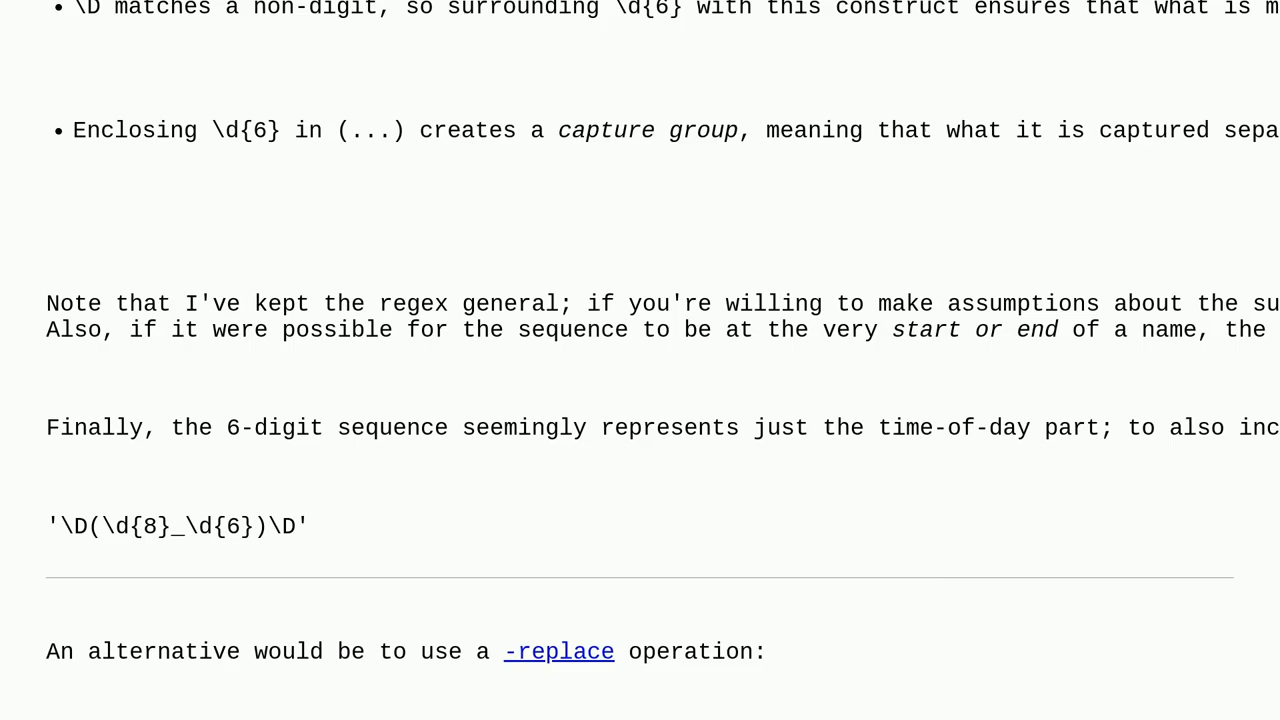 • \D matches a non-digit, so surrounding \d{6} with this construct ensures that what is
• Enclosing \d{6} in (...) creates a capture group, meaning that what it is captured
Note that I've kept the regex general; if you're willing to make assumptions about the
Also, if it were possible for the sequence to be at the very start or end of a name, the
Finally, the 6-digit sequence seemingly represents just the time-of-day part; to also
'\D(\d{8}_\d{6})\D'
An alternative would be to use a -replace operation: